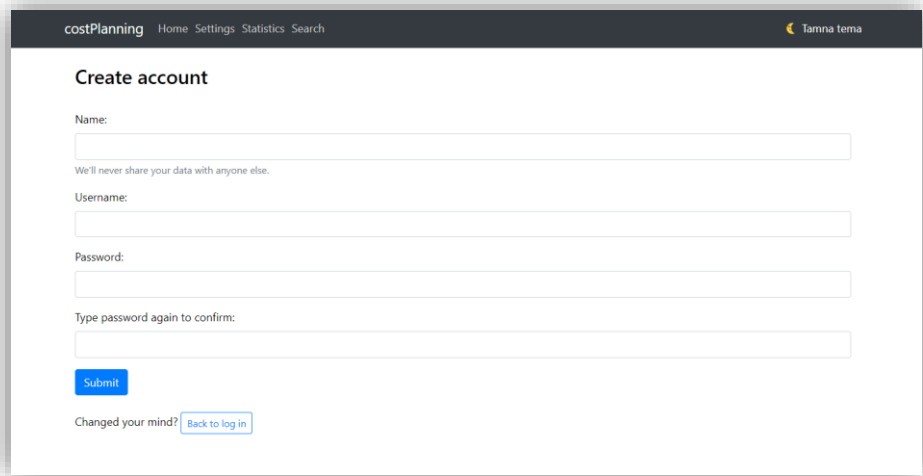 costPlanning Home Settings Statistics Search Tamna tema
Create account
Name:
We'll never share your data with anyone else.
Username:
Password:
Type password again to confirm:
Submit
Changed your mind? Back to log in